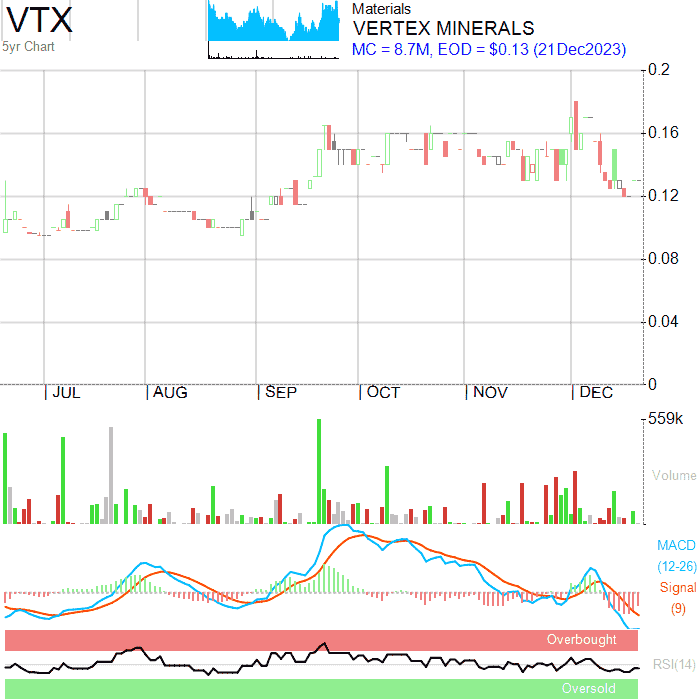 VTX
5yr Chart
Materials
VERTEX MINERALS
MC = 8.7M, EOD = $0.13 (21Dec2023)
0.2
0.16
0.12
0.08
0.04
0
JUL AUG SEP OCT NOV DEC
559k
Volume
MACD
(12-26)
Signal
(9)
Overbought
RSI(14)
Oversold